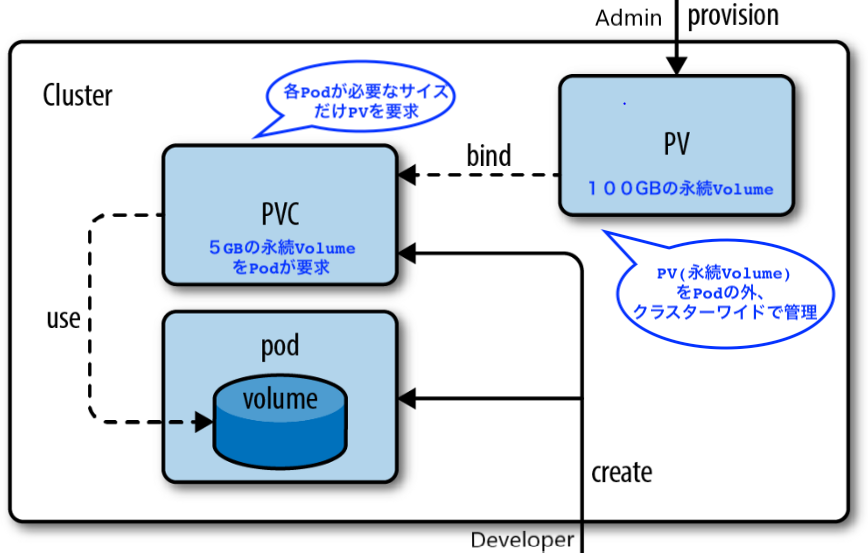 Admin
provision
Cluster
各Podが必要なサイズ
だけPVを要求
PV
１００GBの永続Volume
bind
PVC
５GBの永続Volume
をPodが要求
PV(永続Volume)
をPodの外、
クラスターワイドで管理
use
pod
volume
create
Developer